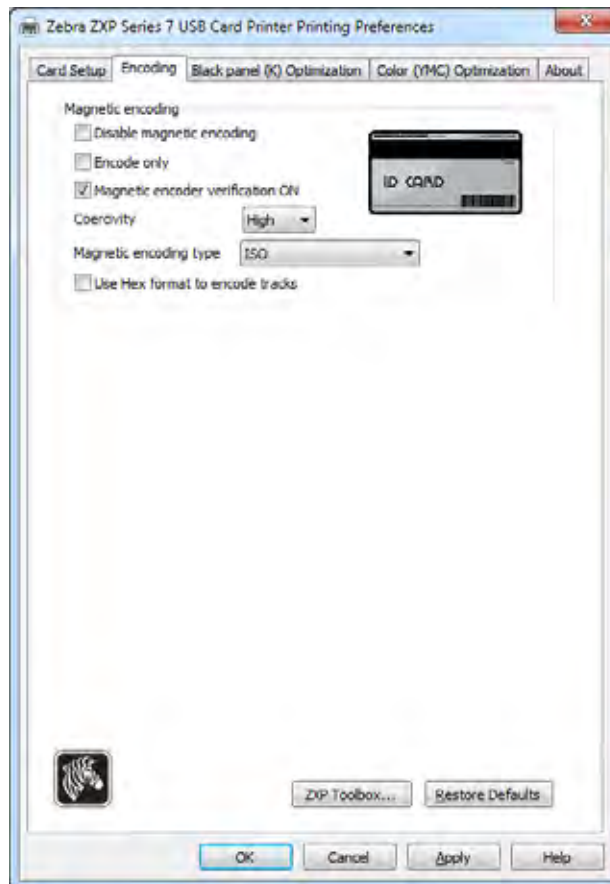 Zebra ZXP Series 7 USB Card Printer Printing Preferences
Card Setup Encoding Black panel (K) Optimization Color (YMC) Optimization About
Magnetic encoding
Disable magnetic encoding
Encode only
ID CARD
Magnetic encoder verification ON
Coercivity High
Magnetic encoding type ISO
Use Hex format to encode tracks
ZXP Toolbox... Restore Defaults
OK Cancel Apply Help